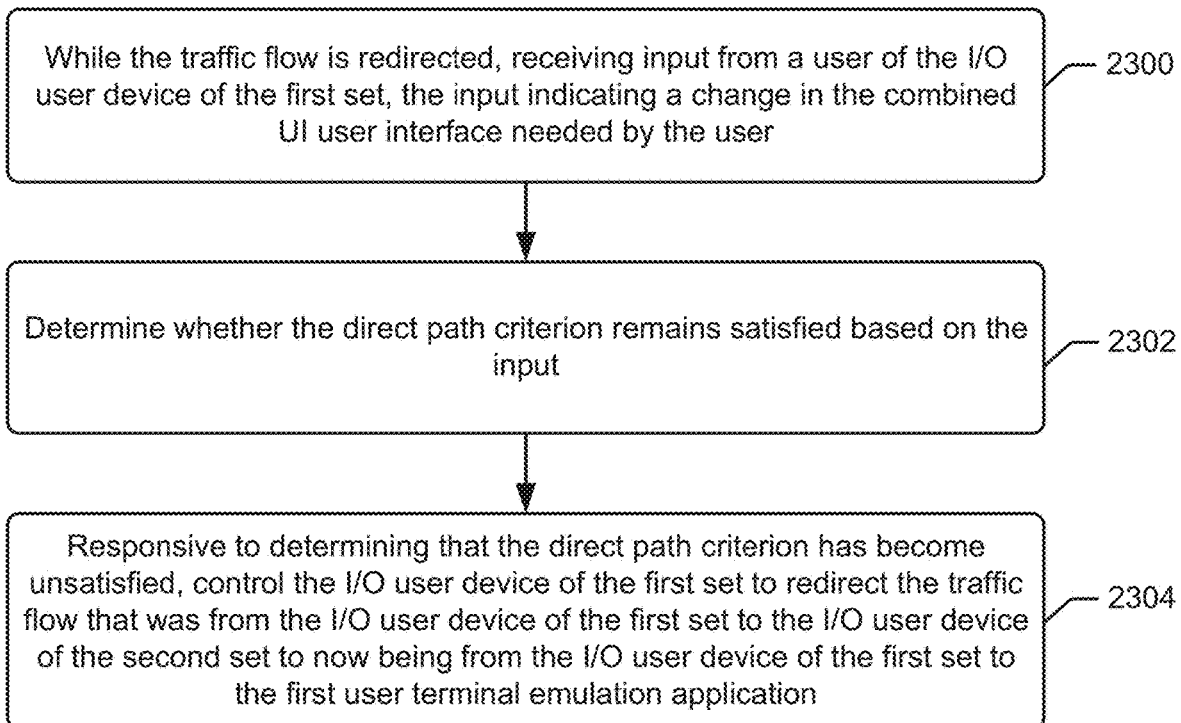 While the traffic flow is redirected, receiving input from a user of the I/O
user device of the first set, the input indicating a change in the combined
UI user interface needed by the user
2300
Determine whether the direct path criterion remains satisfied based on the
input
2302
Responsive to determining that the direct path criterion has become
unsatisfied, control the I/O user device of the first set to redirect the traffic
flow that was from the I/O user device of the first set to the I/O user device
of the second set to now being from the I/O user device of the first set to
the first user terminal emulation application
2304